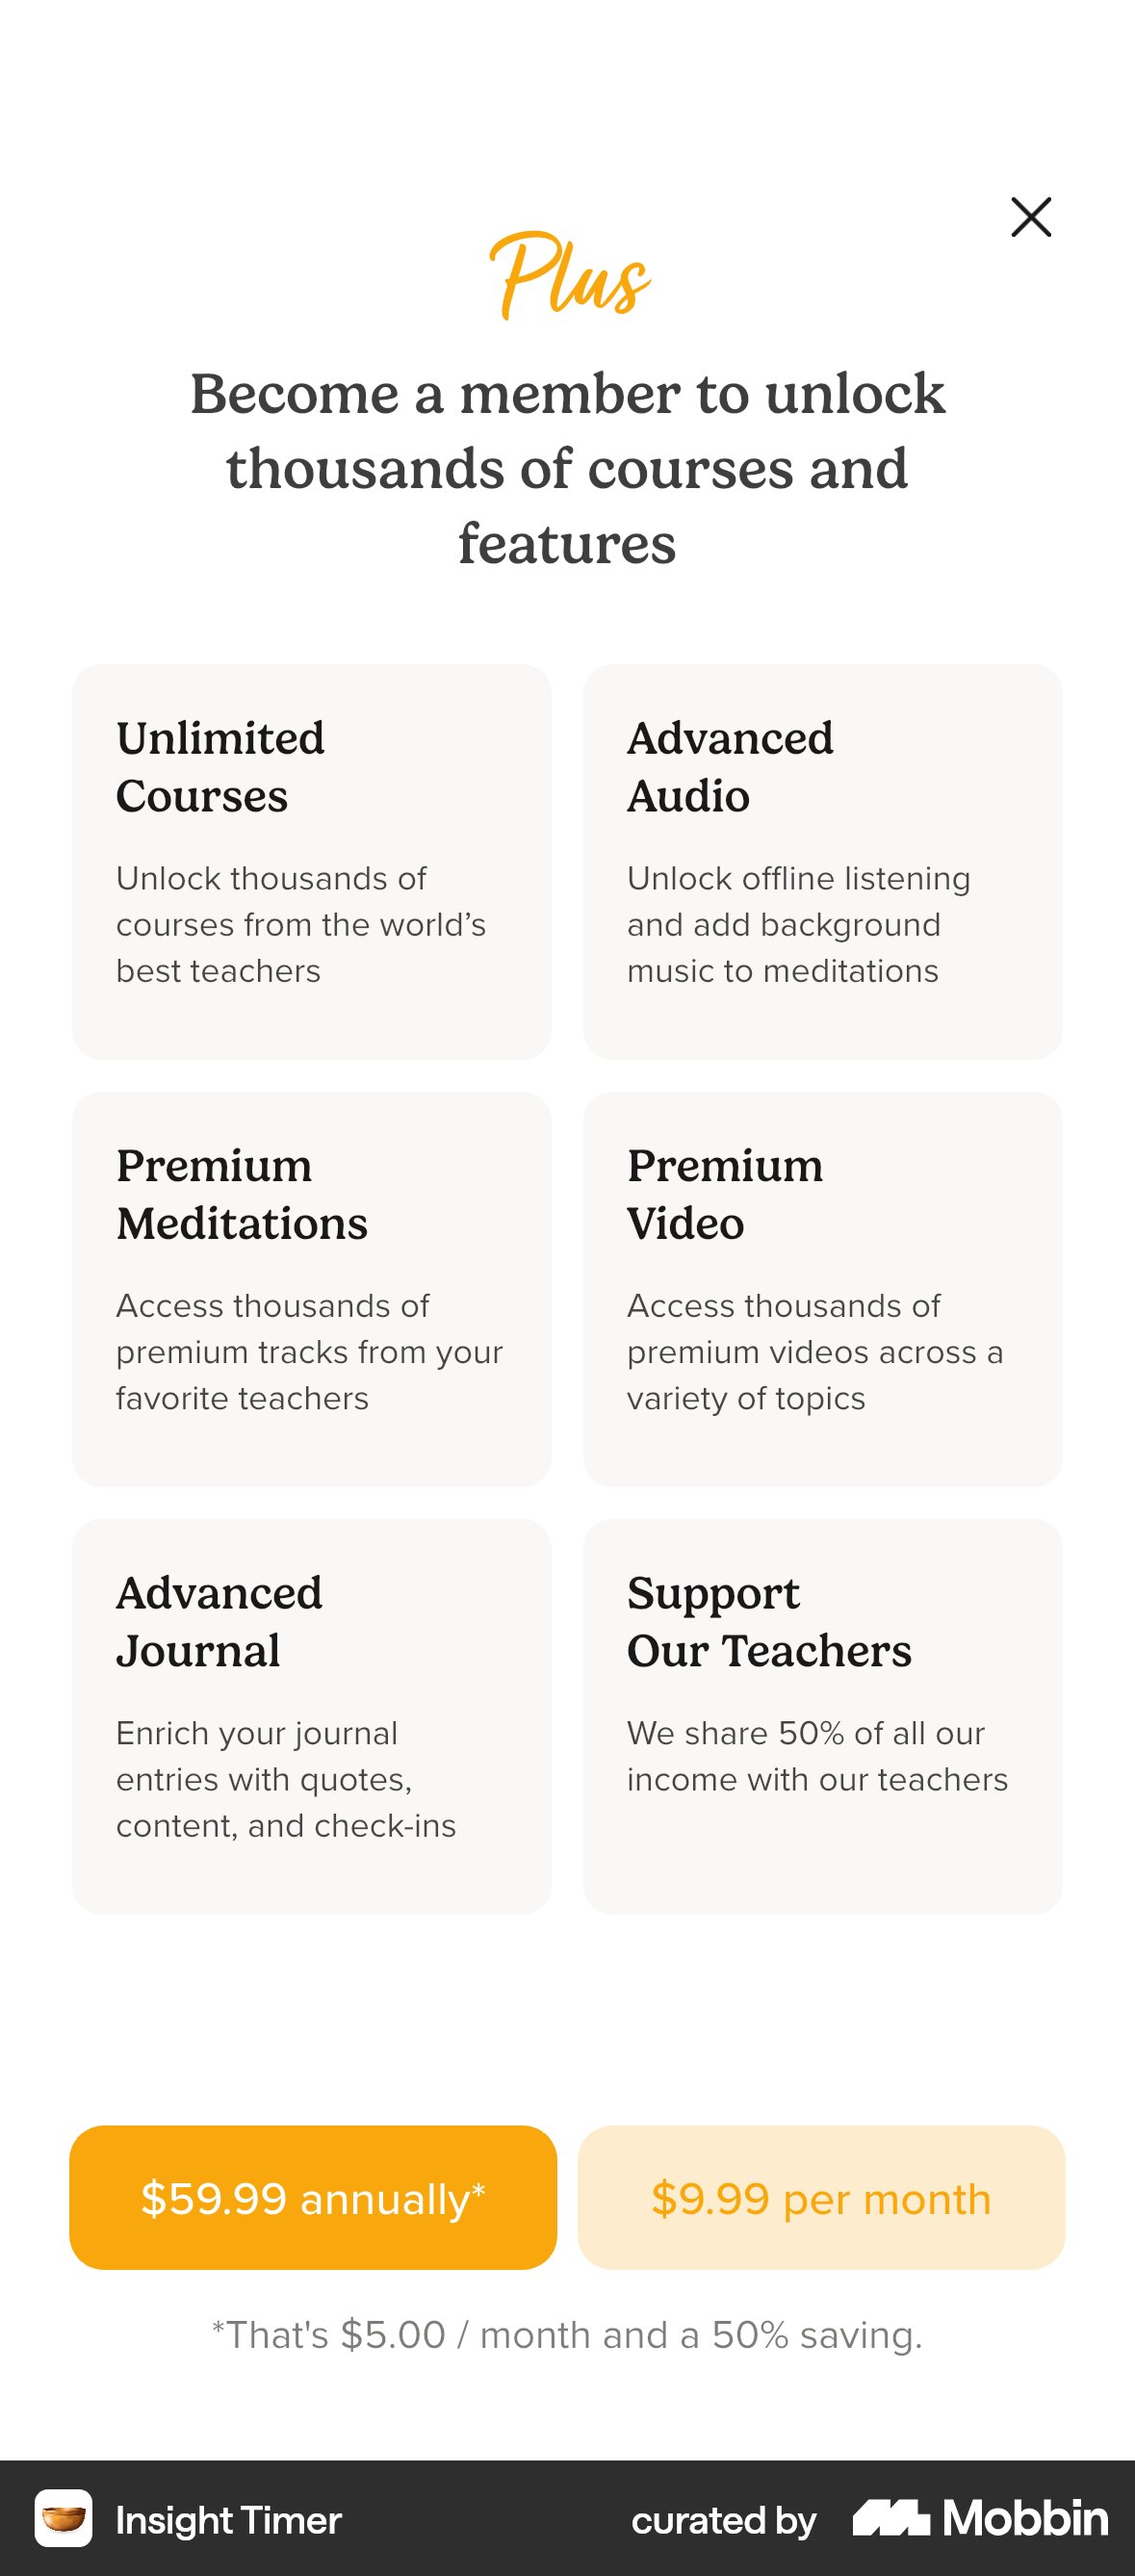 Plus
Become a member to unlock
thousands of courses and
features
Unlimited
Courses
Unlock thousands of
courses from the world’s
best teachers
Advanced
Audio
Unlock offline listening
and add background
music to meditations
Premium
Meditations
Access thousands of
premium tracks from your
favorite teachers
Premium
Video
Access thousands of
premium videos across a
variety of topics
Advanced
Journal
Enrich your journal
entries with quotes,
content, and check-ins
Support
Our Teachers
We share 50% of all our
income with our teachers
$59.99 annually*
$9.99 per month
*That's $5.00 / month and a 50% saving.
Insight Timer
curated by Mobbin